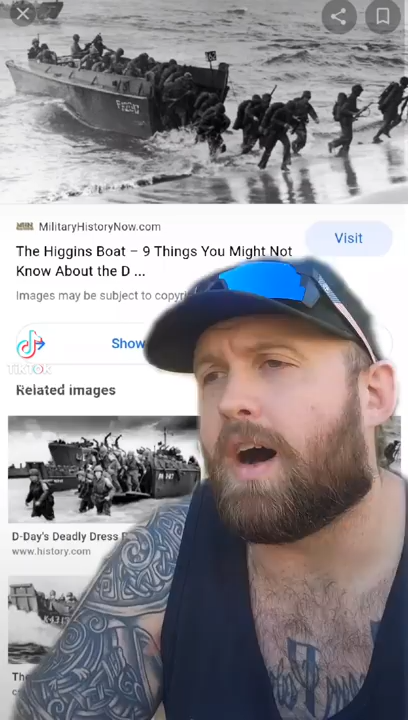 MilitaryHistoryNow.com
Visit
The Higgins Boat – 9 Things You Might Not
Know About the D ...
Images may be subject to copyri
Show
TIKTOK
Related images
D-Day's Deadly Dress
www.history.com
The